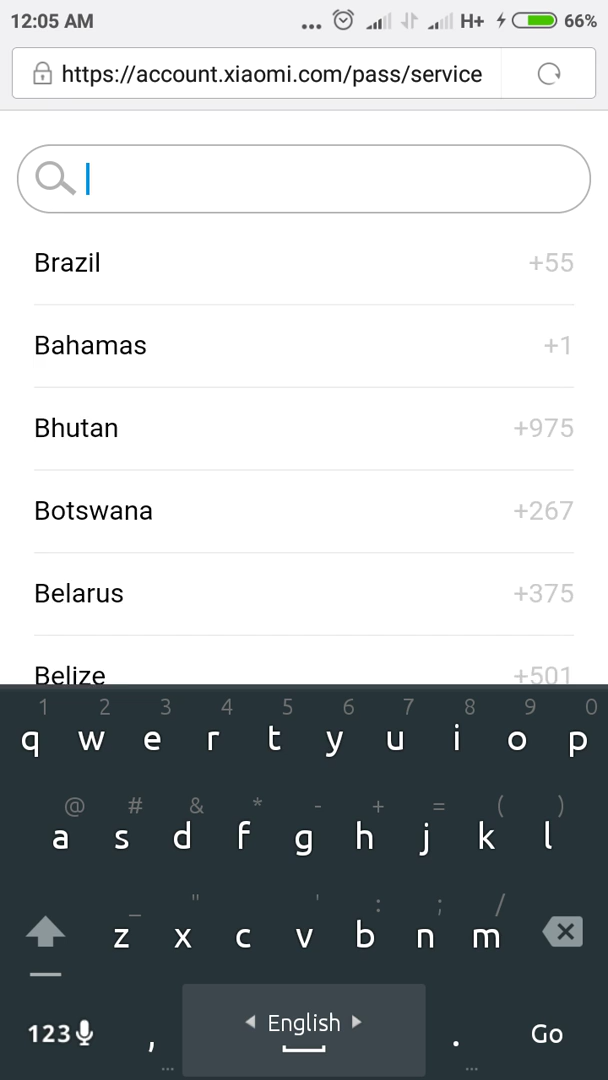 12:05 AM ... H+ 66%
https://account.xiaomi.com/pass/service
Brazil +55
Bahamas +1
Bhutan +975
Botswana +267
Belarus +375
Belize +501
1 2 3 4 5 6 7 8 9 0
q w e r t y u i o p
@ # & * - + = ( )
a s d f g h j k l
_ " ' : ; /
z x c v b n m
123 , English . Go
... ...